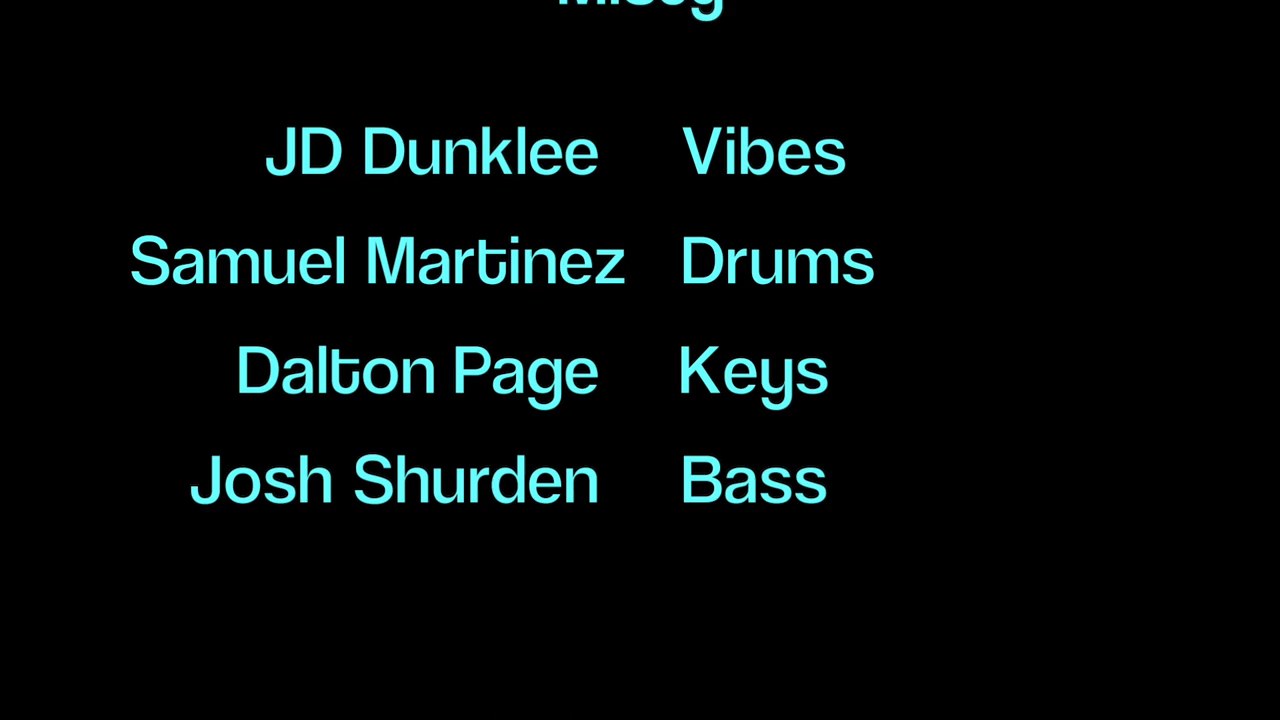 JD Dunklee Vibes
Samuel Martinez Drums
Dalton Page Keys
Josh Shurden Bass